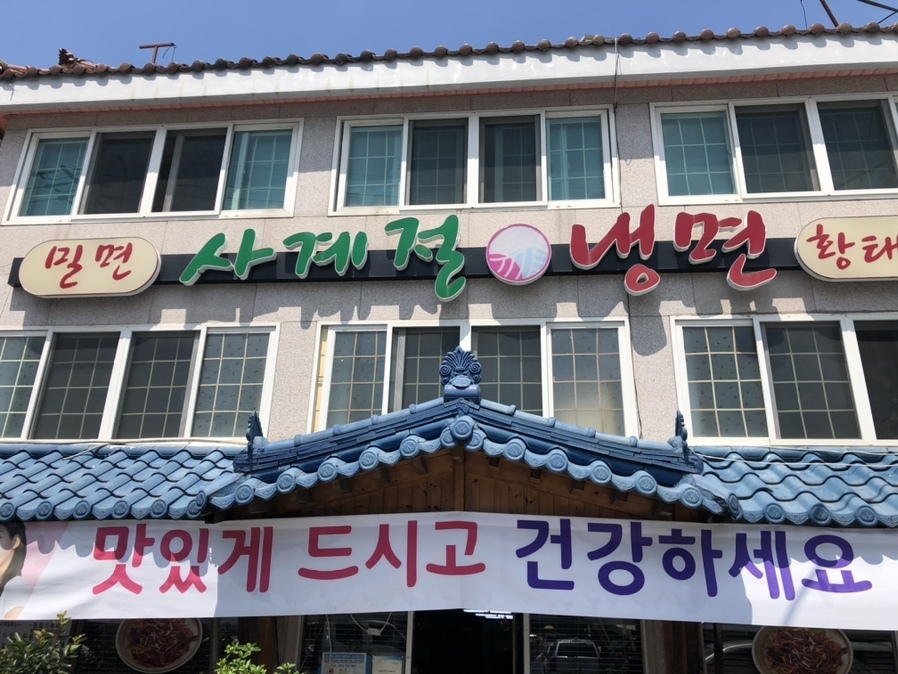 밀면 사계절 냉면 황태
맛있게 드시고 건강하세요